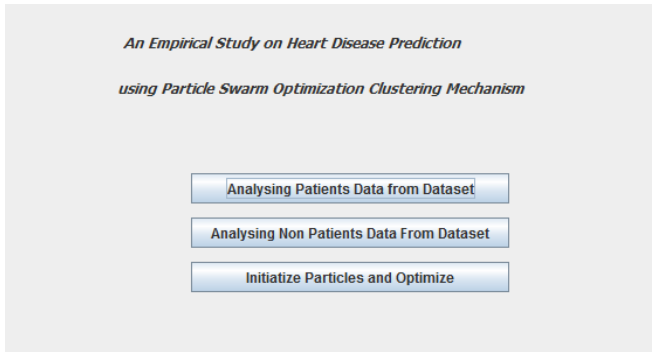 An Empirical Study on Heart Disease Prediction
using Particle Swarm Optimization Clustering Mechanism
Analysing Patients Data from Dataset
Analysing Non Patients Data From Dataset
Initiatize Particles and Optimize